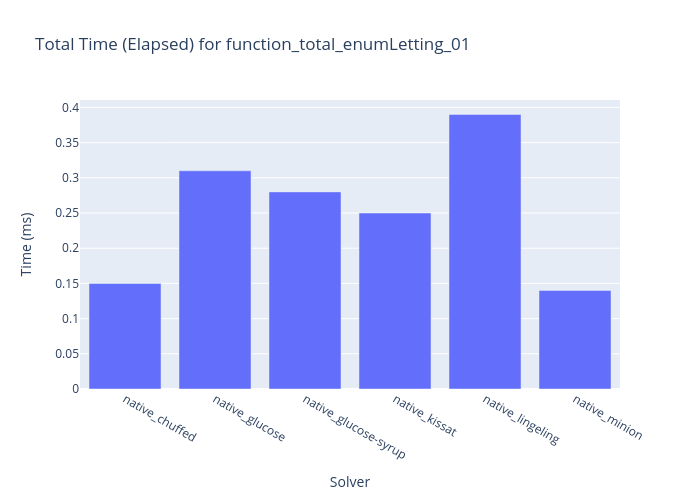 Total Time (Elapsed) for function_total_enumLetting_01
Time (ms)
0.4
0.35
0.3
0.25
0.2
0.15
0.1
0.05
0
native_chuffed
native_glucose
native_glucose-syrup
native_kissat
native_lingeling
native_minion
Solver